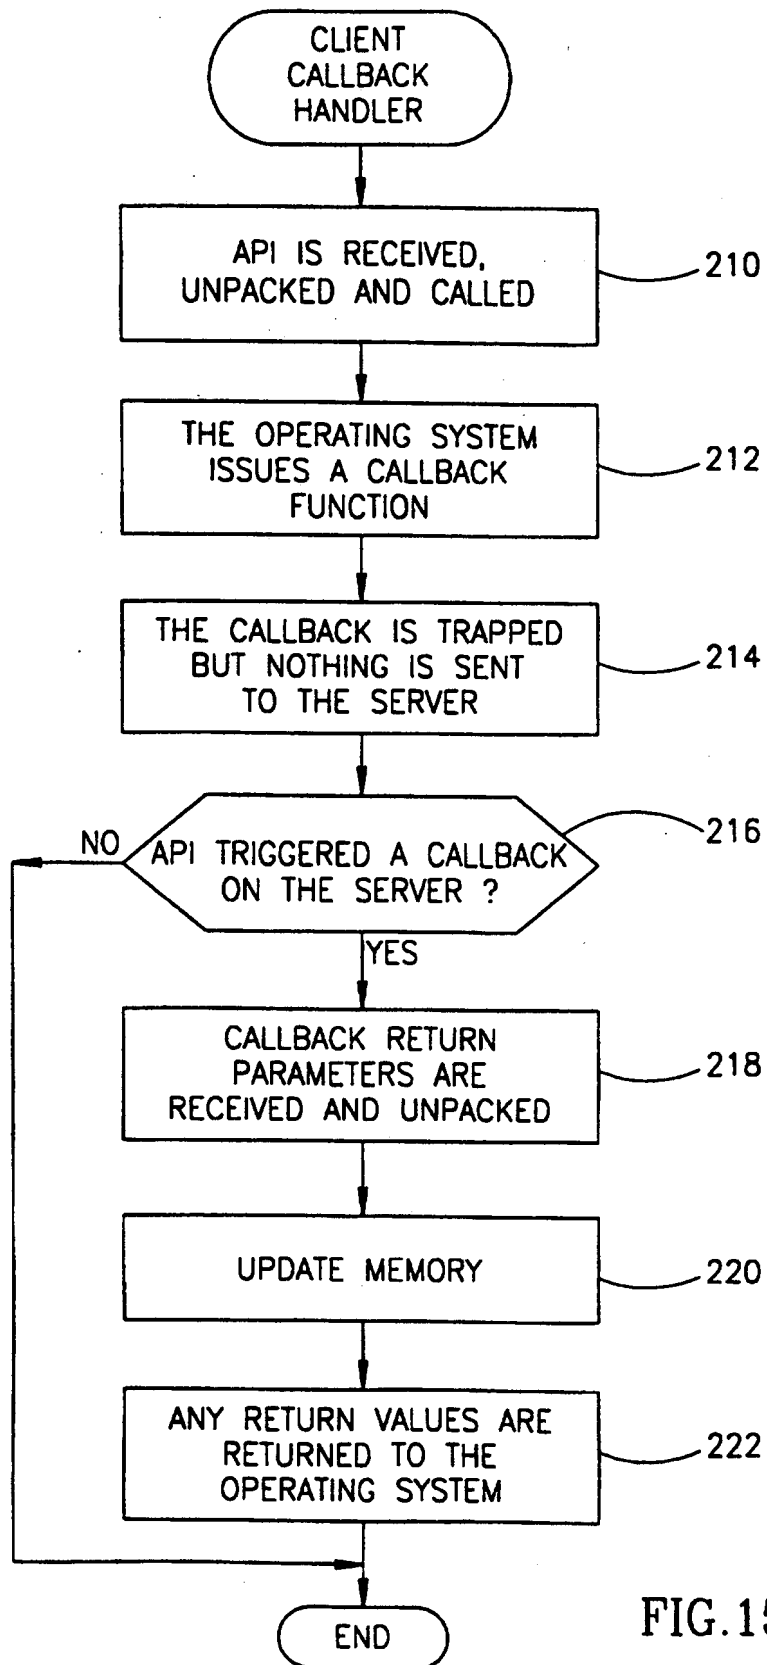 CLIENT
CALLBACK
HANDLER
API IS RECEIVED,
UNPACKED AND CALLED
210
THE OPERATING SYSTEM
ISSUES A CALLBACK
FUNCTION
212
THE CALLBACK IS TRAPPED
BUT NOTHING IS SENT
TO THE SERVER
214
216
NO
API TRIGGERED A CALLBACK
ON THE SERVER ?
YES
CALLBACK RETURN
PARAMETERS ARE
RECEIVED AND UNPACKED
218
UPDATE MEMORY
220
ANY RETURN VALUES ARE
RETURNED TO THE
OPERATING SYSTEM
222
END
FIG.15